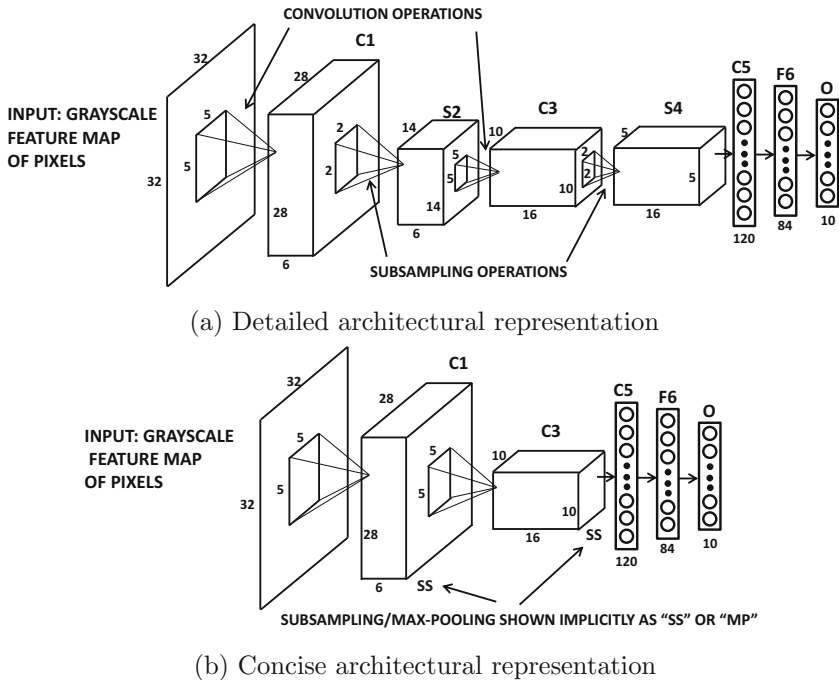 CONVOLUTION OPERATIONS
32
C1
28
INPUT: GRAYSCALE
FEATURE MAP
OF PIXELS
5
5
32
28
6
2
2
S2
14
14
6
5
5
C3
10
10
16
2
2
S4
5
5
16
C5
120
F6
84
O
10
SUBSAMPLING OPERATIONS
(a) Detailed architectural representation
32
C1
28
INPUT: GRAYSCALE
FEATURE MAP
OF PIXELS
5
5
32
28
6
SS
5
5
C3
10
10
16
SS
C5
120
F6
84
O
10
SUBSAMPLING/MAX-POOLING SHOWN IMPLICITLY AS “SS” OR “MP”
(b) Concise architectural representation